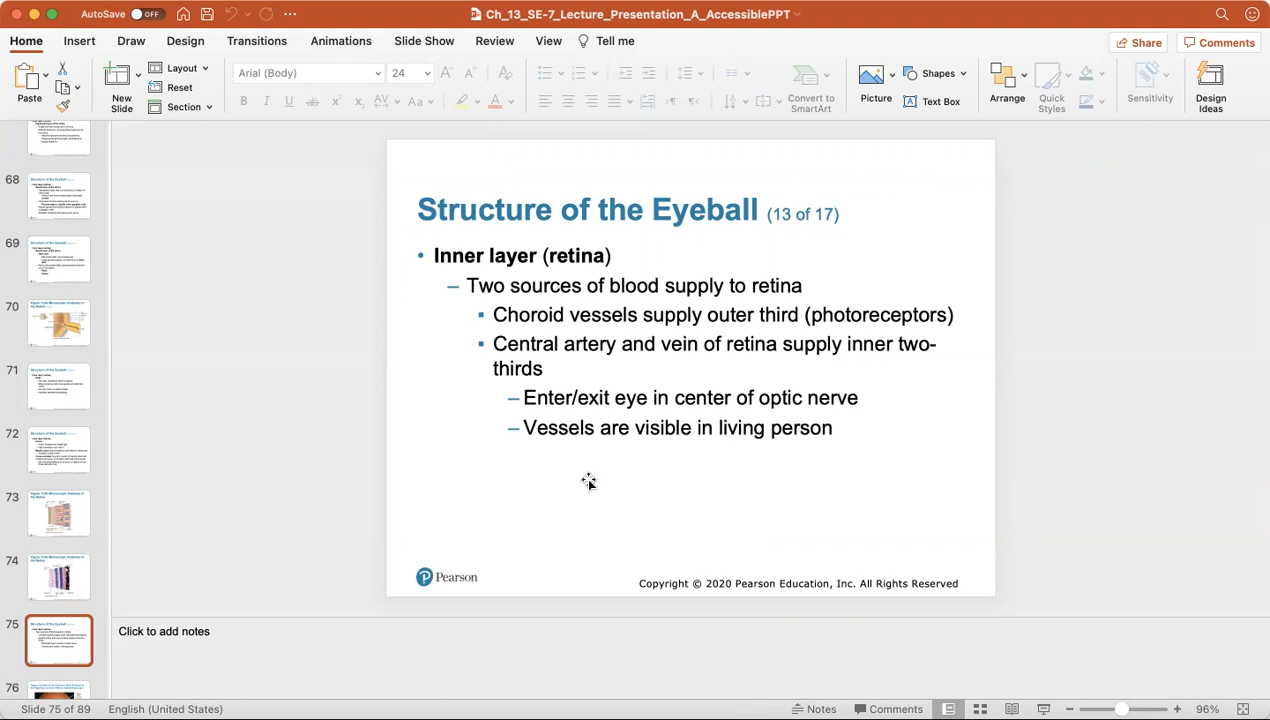 AutoSave OFF
Ch_13_SE-7_Lecture_Presentation_A_AccessiblePPT
Home Insert Draw Design Transitions Animations Slide Show Review View Tell me
Share Comments
Paste
New Slide
Layout
Reset
Section
Arial (Body) 24
Convert to SmartArt
Picture
Shapes
Text Box
Arrange
Quick Styles
Sensitivity
Design Ideas
68
69
70
71
72
73
74
75
76
Structure of the Eyeball (13 of 17)
• Inner layer (retina)
– Two sources of blood supply to retina
▪ Choroid vessels supply outer third (photoreceptors)
▪ Central artery and vein of retina supply inner two-
thirds
– Enter/exit eye in center of optic nerve
– Vessels are visible in living person
Pearson
Copyright © 2020 Pearson Education, Inc. All Rights Reserved
Click to add notes
Slide 75 of 89 English (United States)
Notes Comments 96%